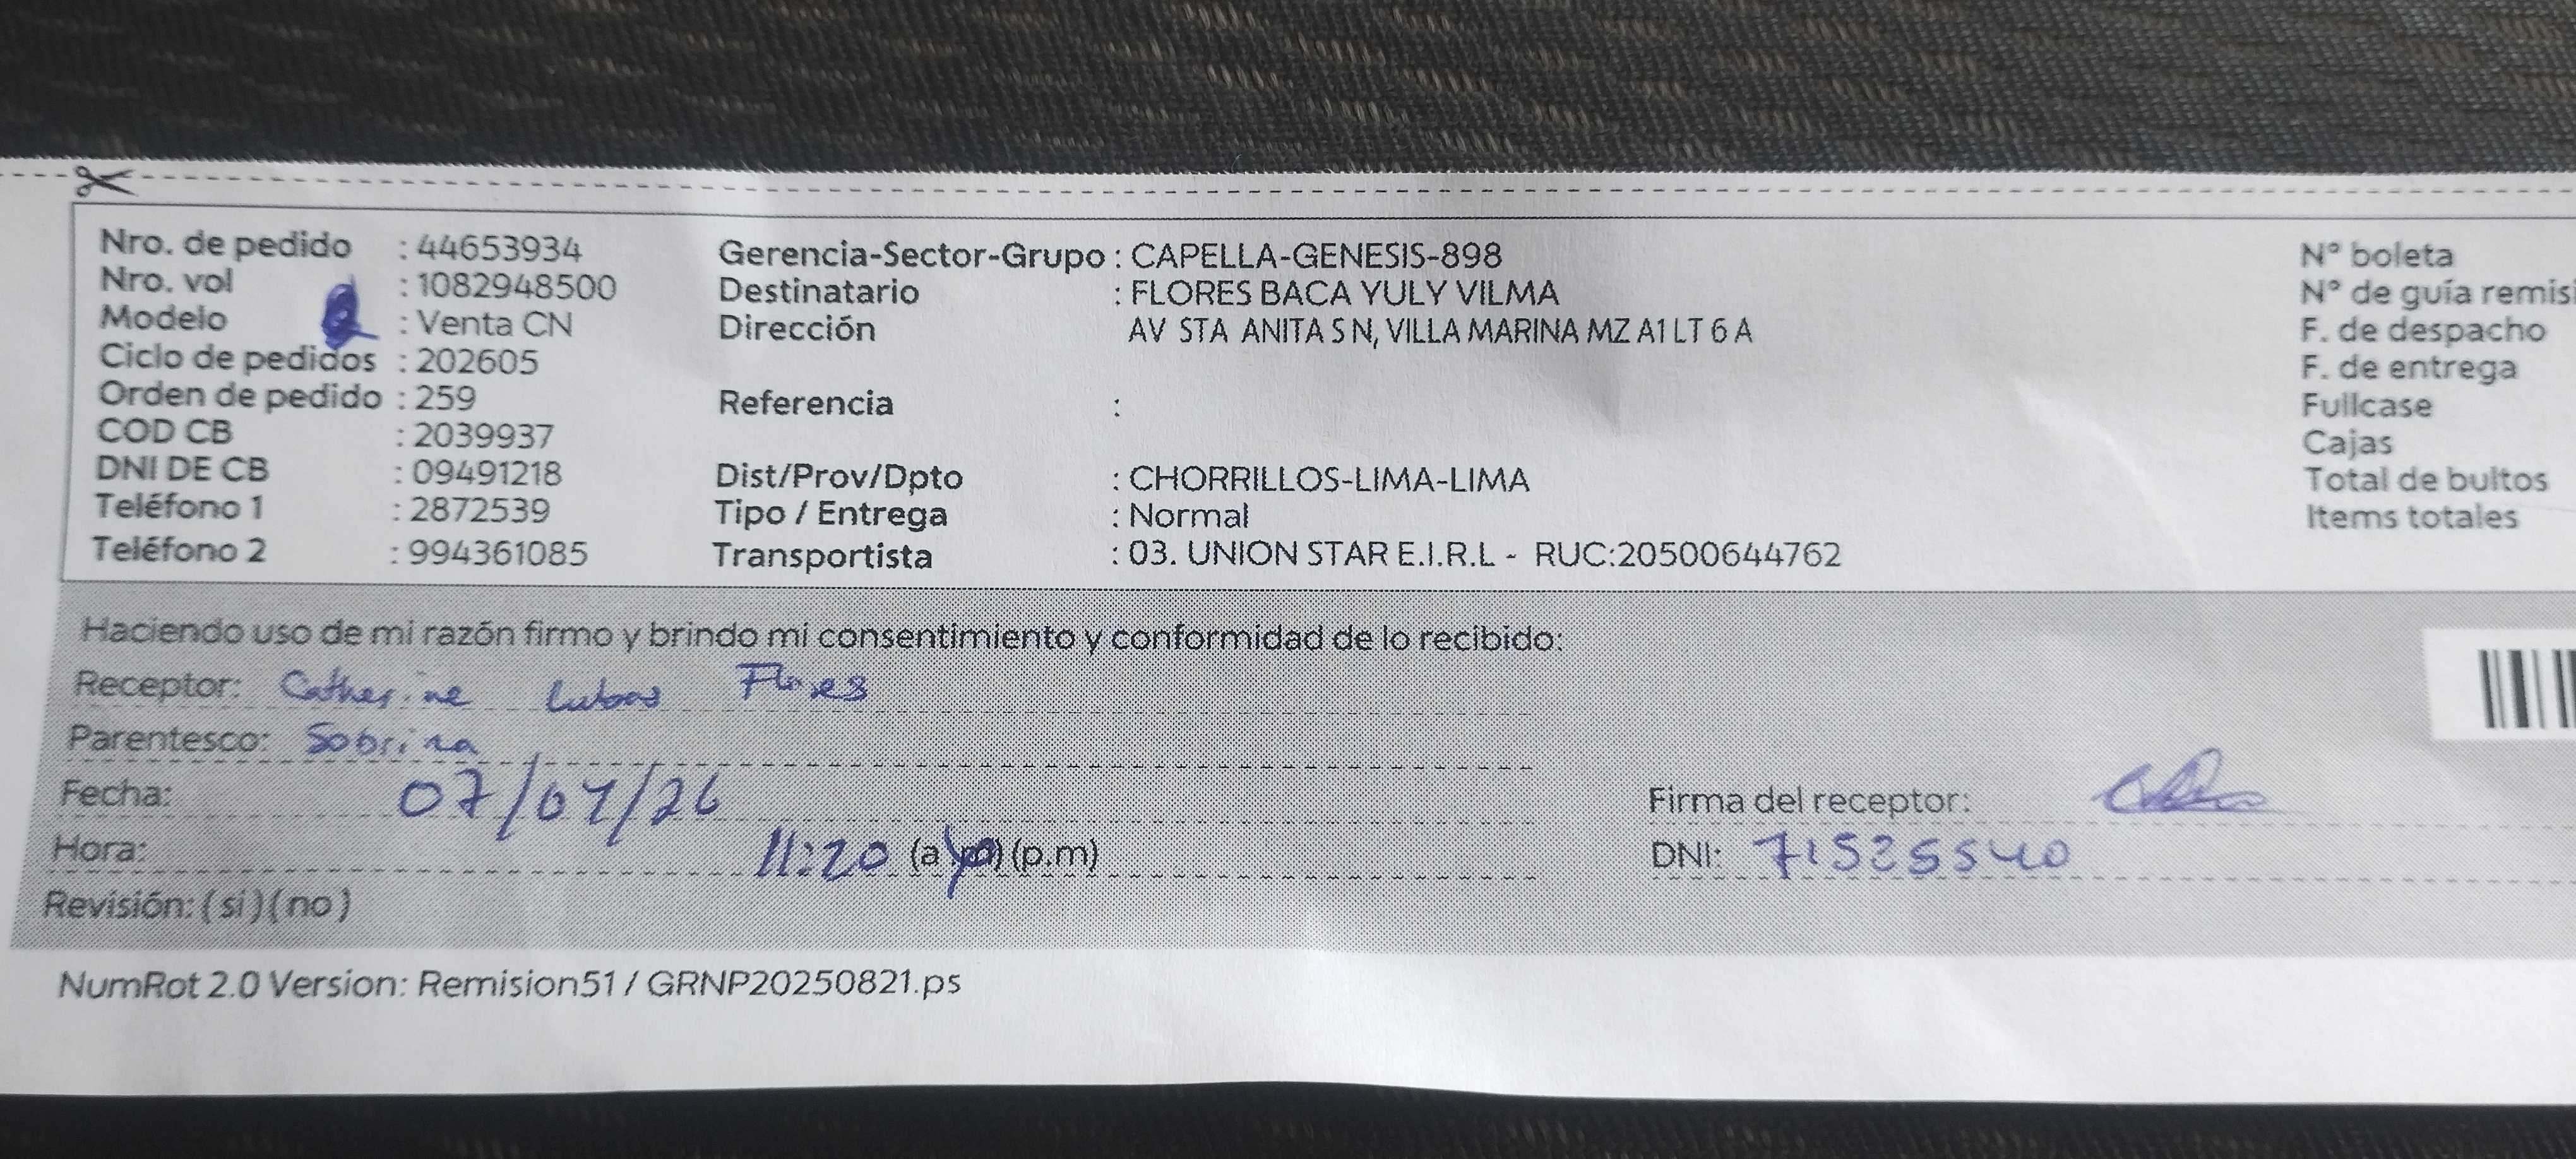 Nro. de pedido : 44653934
Nro. vol : 1082948500
Modelo : Venta CN
Ciclo de pedidos : 202605
Orden de pedido : 259
COD CB : 2039937
DNI DE CB : 09491218
Teléfono 1 : 2872539
Teléfono 2 : 994361085
Gerencia-Sector-Grupo : CAPELLA-GENESIS-898
Destinatario : FLORES BACA YULY VILMA
Dirección AV STA ANITA S N, VILLA MARINA MZ A1 LT 6 A
Referencia :
Dist/Prov/Dpto : CHORRILLOS-LIMA-LIMA
Tipo / Entrega : Normal
Transportista : 03. UNION STAR E.I.R.L - RUC:20500644762
N° boleta
N° de guía remisi
F. de despacho
F. de entrega
Fullcase
Cajas
Total de bultos
Items totales
Haciendo uso de mi razón firmo y brindo mi consentimiento y conformidad de lo recibido:
Receptor: Catherine Flores
Parentesco: Sobrina
Fecha: 07/04/26
Hora: 11:20 (a.m) (p.m)
Revisión: (si) (no)
Firma del receptor:
DNI: 71525540
NumRot 2.0 Version: Remision51 / GRNP20250821.ps